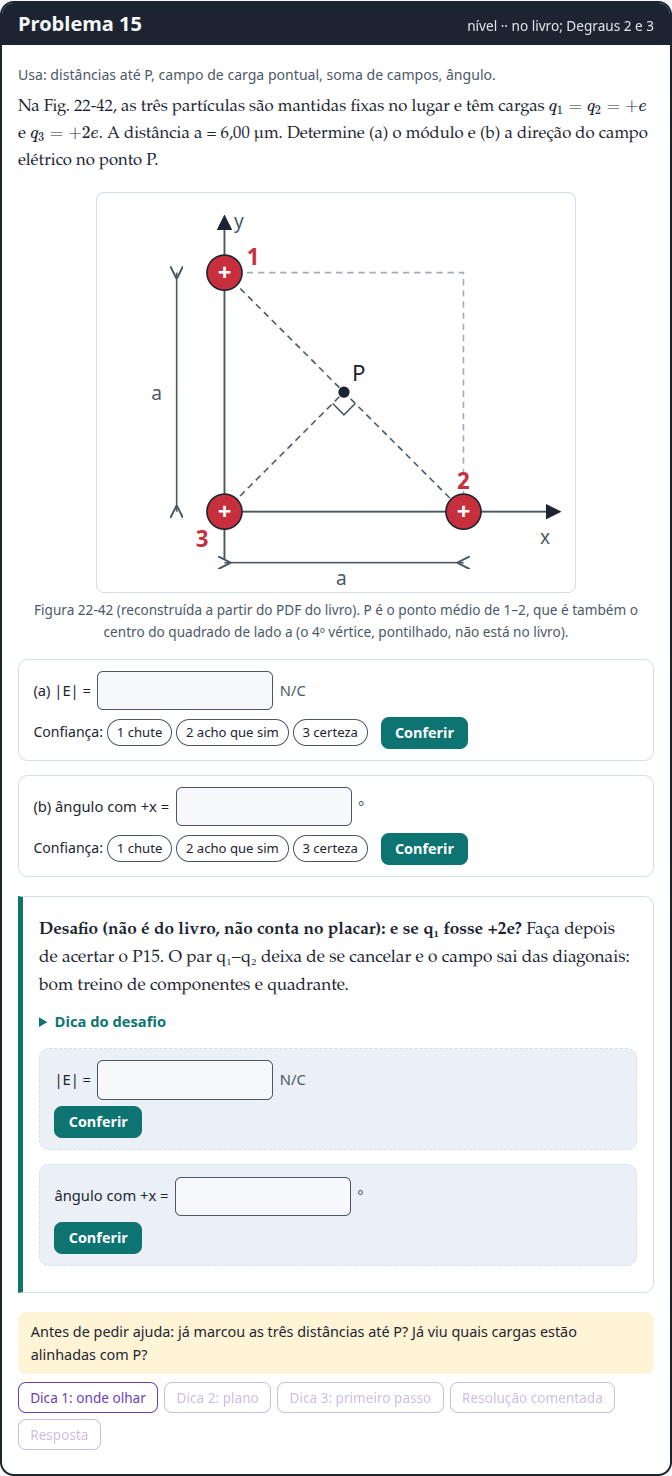 Problema 15
nível ·· no livro; Degraus 2 e 3
Usa: distâncias até P, campo de carga pontual, soma de campos, ângulo.
Na Fig. 22-42, as três partículas são mantidas fixas no lugar e têm cargas q₁ = q₂ = +e
e q₃ = +2e. A distância a = 6,00 µm. Determine (a) o módulo e (b) a direção do campo
elétrico no ponto P.
y
1
+
P
a
2
+
+
3
x
a
Figura 22-42 (reconstruída a partir do PDF do livro). P é o ponto médio de 1–2, que é também o
centro do quadrado de lado a (o 4º vértice, pontilhado, não está no livro).
(a) |E| =
N/C
Confiança: 1 chute 2 acho que sim 3 certeza Conferir
(b) ângulo com +x =
°
Confiança: 1 chute 2 acho que sim 3 certeza Conferir
Desafio (não é do livro, não conta no placar): e se q₁ fosse +2e? Faça depois
de acertar o P15. O par q₁–q₂ deixa de se cancelar e o campo sai das diagonais:
bom treino de componentes e quadrante.
▶ Dica do desafio
|E| =
N/C
Conferir
ângulo com +x =
°
Conferir
Antes de pedir ajuda: já marcou as três distâncias até P? Já viu quais cargas estão
alinhadas com P?
Dica 1: onde olhar Dica 2: plano Dica 3: primeiro passo Resolução comentada
Resposta